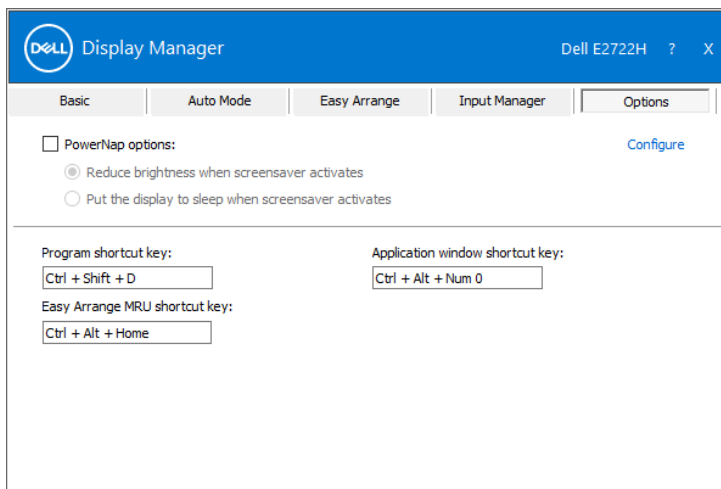 DELL Display Manager Dell E2722H ? X
Basic Auto Mode Easy Arrange Input Manager Options
PowerNap options: Configure
Reduce brightness when screensaver activates
Put the display to sleep when screensaver activates
Program shortcut key: Application window shortcut key:
Ctrl + Shift + D Ctrl + Alt + Num 0
Easy Arrange MRU shortcut key:
Ctrl + Alt + Home